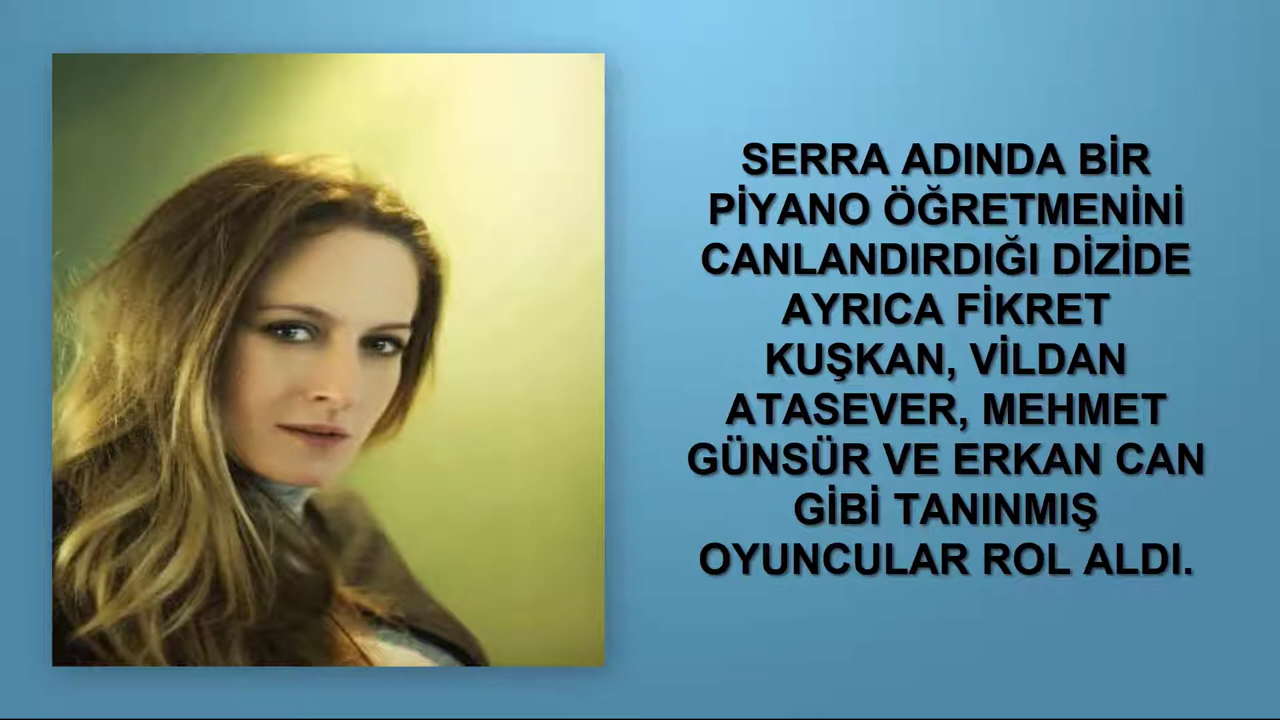 SERRA ADINDA BİR
PİYANO ÖĞRETMENİNİ
CANLANDIRDIĞI DİZİDE
AYRICA FİKRET
KUŞKAN, VİLDAN
ATASEVER, MEHMET
GÜNSÜR VE ERKAN CAN
GİBİ TANINMIŞ
OYUNCULAR ROL ALDI.